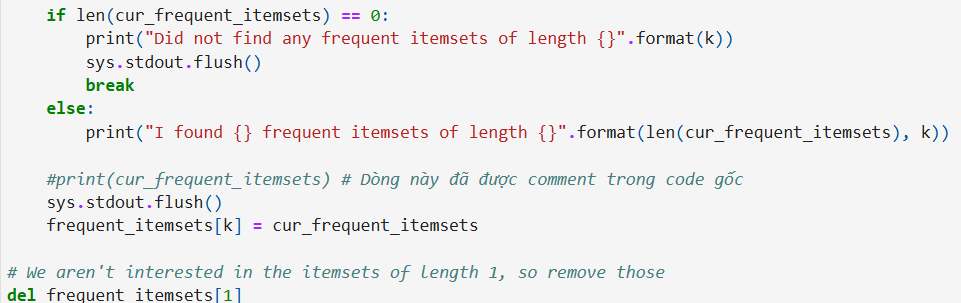 if len(cur_frequent_itemsets) == 0:
print("Did not find any frequent itemsets of length {}".format(k))
sys.stdout.flush()
break
else:
print("I found {} frequent itemsets of length {}".format(len(cur_frequent_itemsets), k))
#print(cur_frequent_itemsets) # Dòng này đã được comment trong code gốc
sys.stdout.flush()
frequent_itemsets[k] = cur_frequent_itemsets
# We aren't interested in the itemsets of length 1, so remove those
del frequent_itemsets[1]